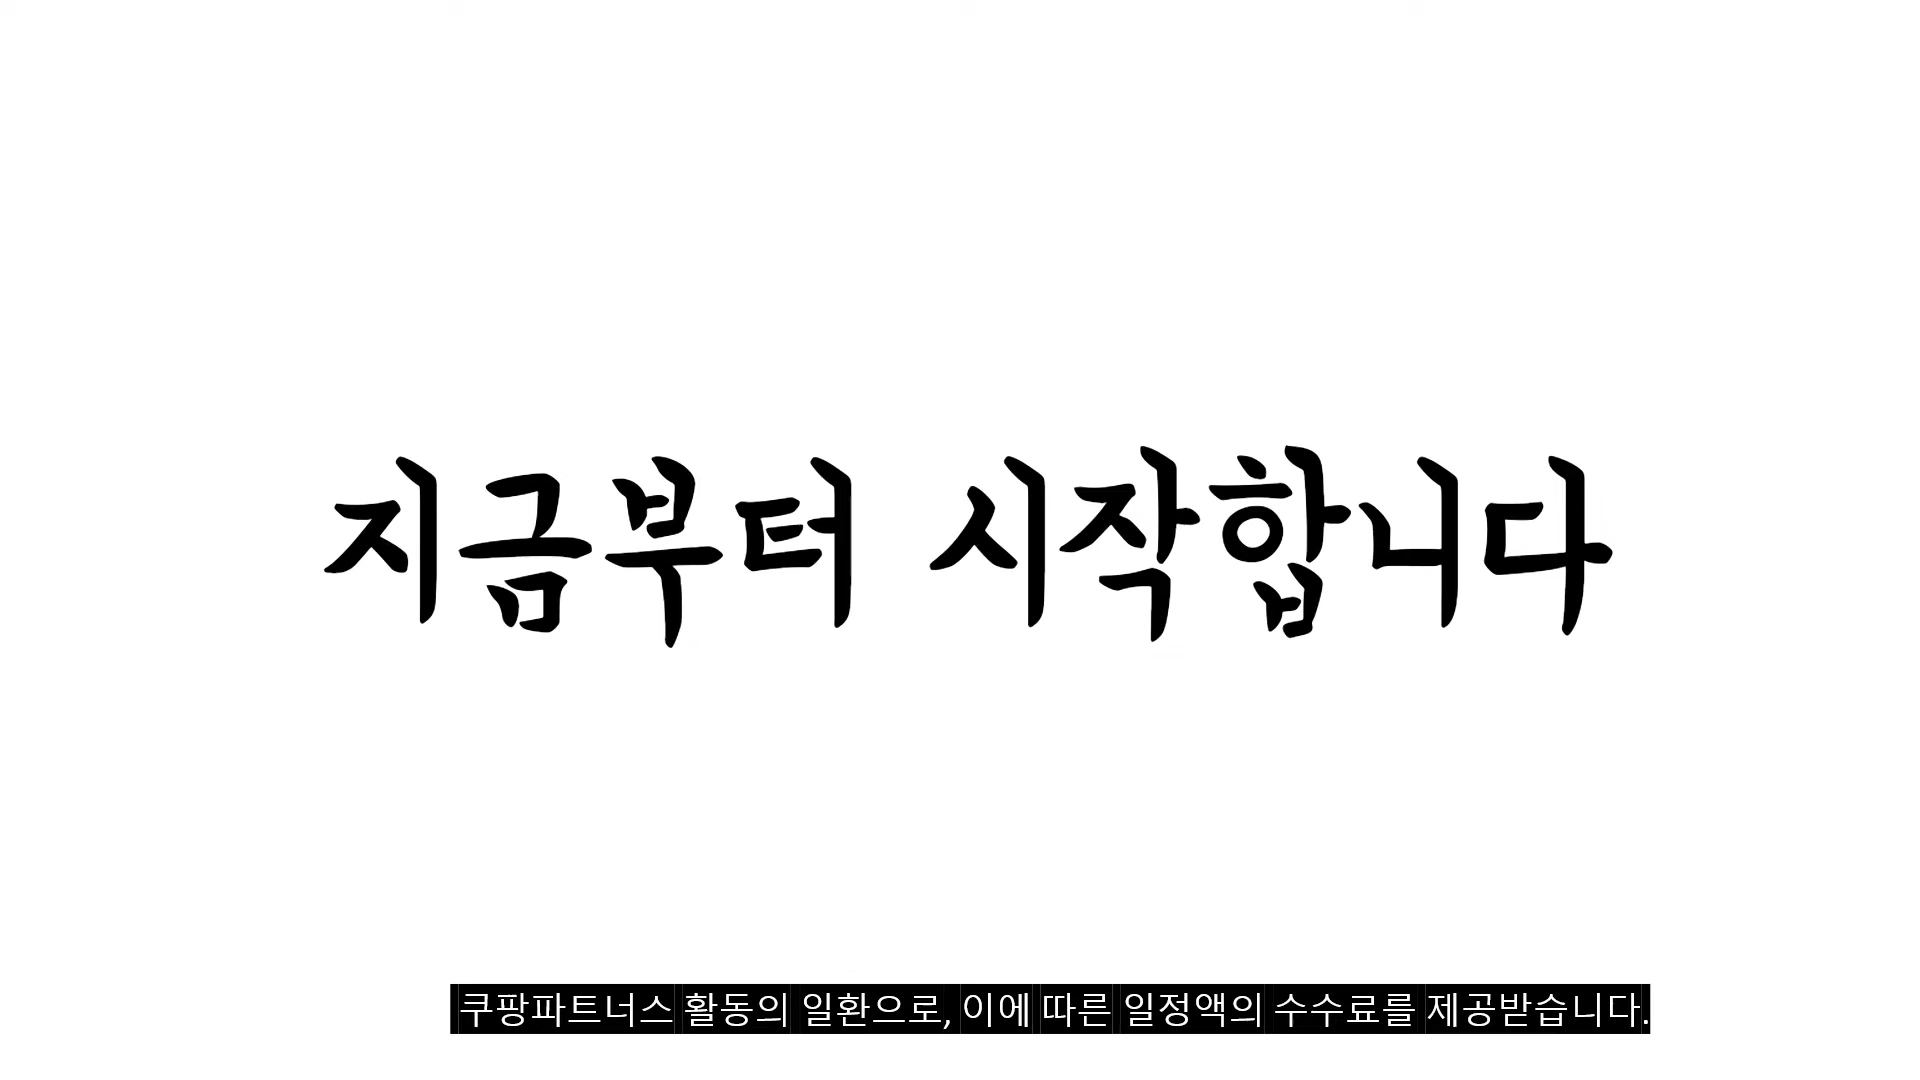 지금부터 시작합니다
쿠팡파트너스 활동의 일환으로, 이에 따른 일정액의 수수료를 제공받습니다.